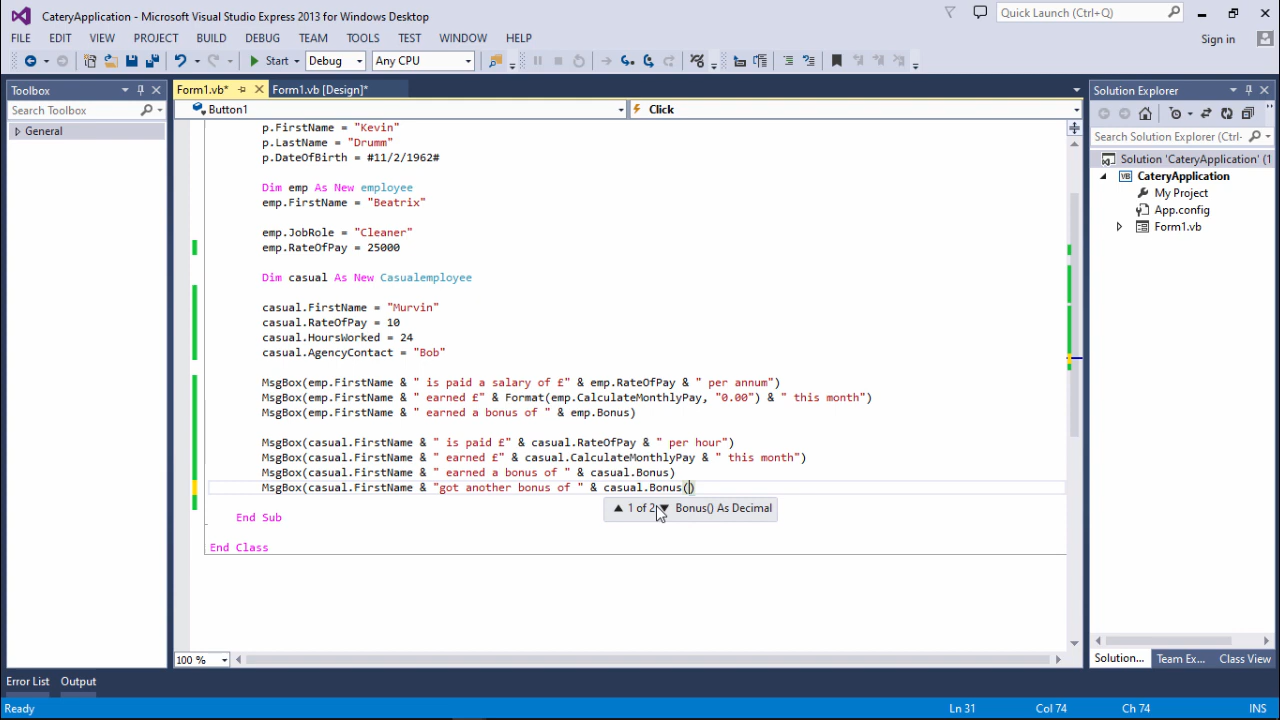 CateryApplication - Microsoft Visual Studio Express 2013 for Windows Desktop
Quick Launch (Ctrl+Q)
FILE EDIT VIEW PROJECT BUILD DEBUG TEAM TOOLS TEST WINDOW HELP
Sign in
Start Debug Any CPU
Toolbox
Form1.vb* Form1.vb [Design]*
Solution Explorer
Search Toolbox
Button1 Click
General
Search Solution Explorer (Ctrl-
Solution 'CateryApplication' (1
CateryApplication
My Project
App.config
Form1.vb
p.FirstName = "Kevin"
p.LastName = "Drumm"
p.DateOfBirth = #11/2/1962#
Dim emp As New employee
emp.FirstName = "Beatrix"
emp.JobRole = "Cleaner"
emp.RateOfPay = 25000
Dim casual As New Casualemployee
casual.FirstName = "Murvin"
casual.RateOfPay = 10
casual.HoursWorked = 24
casual.AgencyContact = "Bob"
MsgBox(emp.FirstName & " is paid a salary of £" & emp.RateOfPay & " per annum")
MsgBox(emp.FirstName & " earned £" & Format(emp.CalculateMonthlyPay, "0.00") & " this month")
MsgBox(emp.FirstName & " earned a bonus of " & emp.Bonus)
MsgBox(casual.FirstName & " is paid £" & casual.RateOfPay & " per hour")
MsgBox(casual.FirstName & " earned £" & casual.CalculateMonthlyPay & " this month")
MsgBox(casual.FirstName & " earned a bonus of " & casual.Bonus)
MsgBox(casual.FirstName & "got another bonus of " & casual.Bonus()
▲ 1 of 2 ▼ Bonus() As Decimal
End Sub
End Class
100 %
Solution... Team Ex... Class View
Error List Output
Ready Ln 31 Col 74 Ch 74 INS